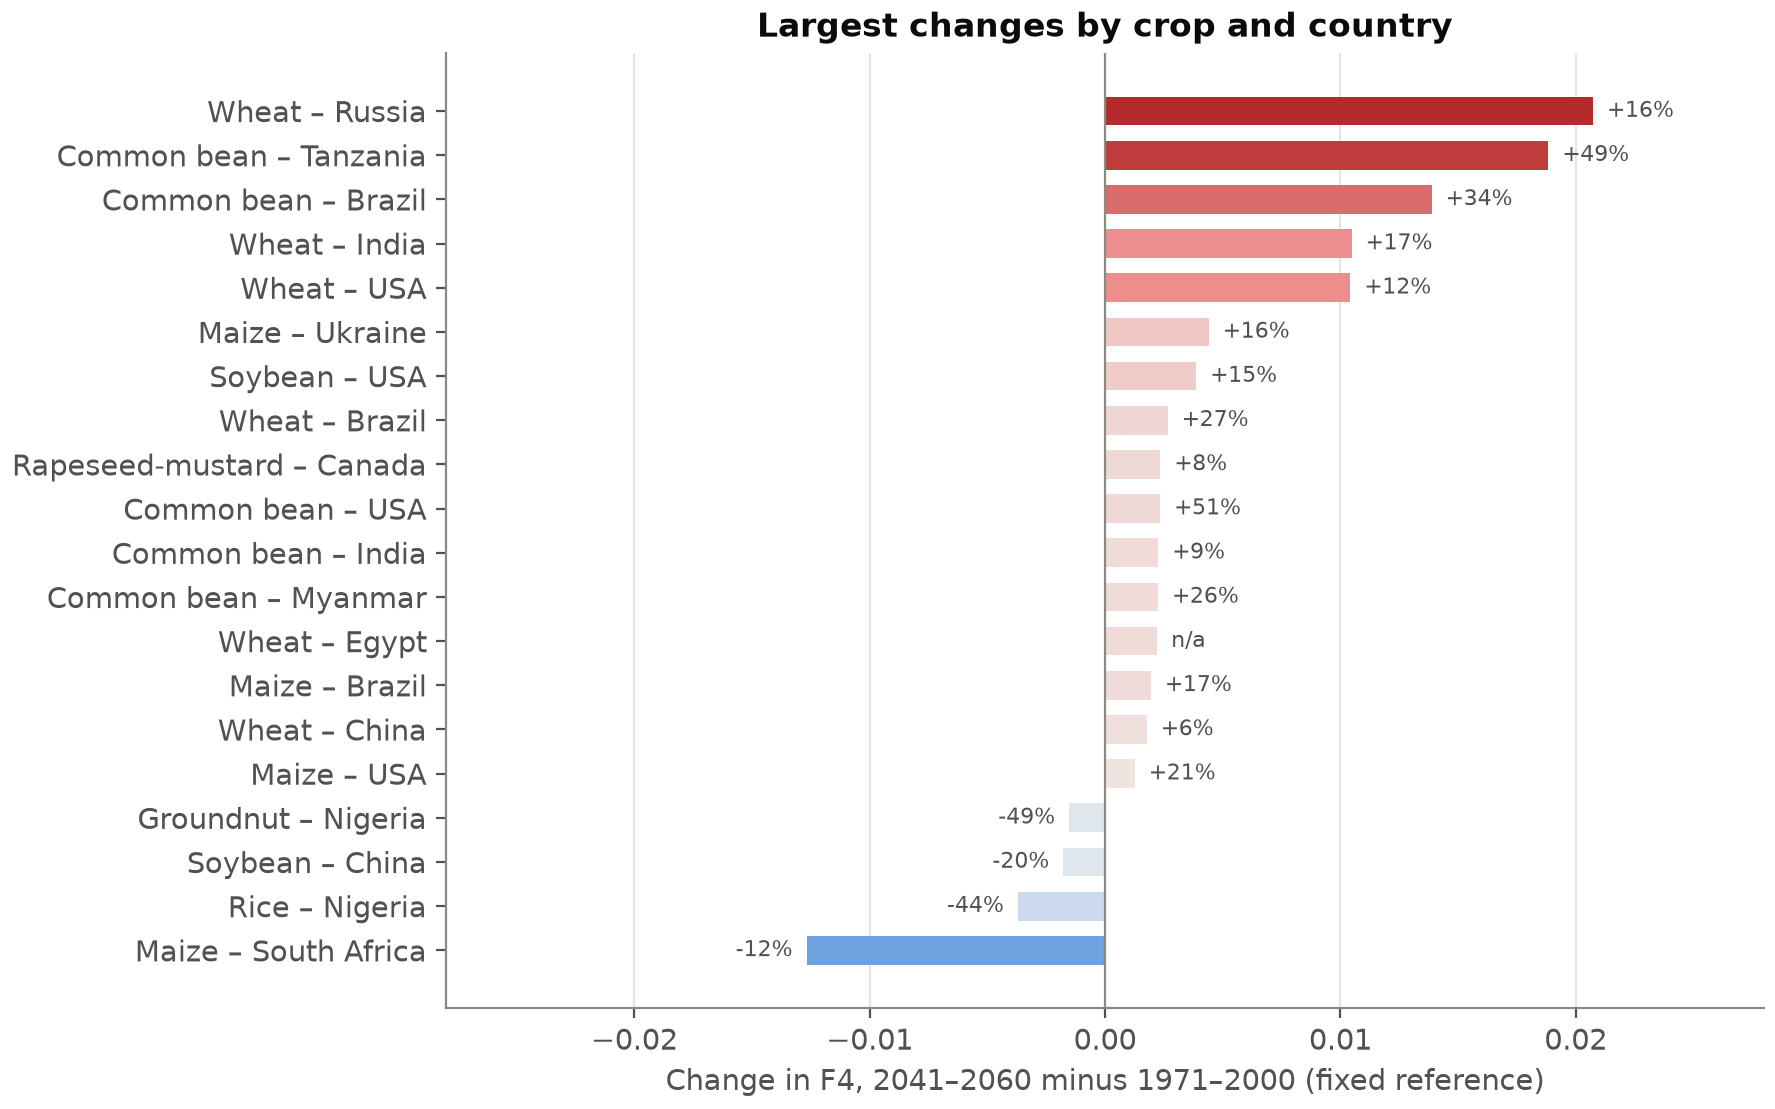 Largest changes by crop and country
Wheat – Russia +16%
Common bean – Tanzania +49%
Common bean – Brazil +34%
Wheat – India +17%
Wheat – USA +12%
Maize – Ukraine +16%
Soybean – USA +15%
Wheat – Brazil +27%
Rapeseed-mustard – Canada +8%
Common bean – USA +51%
Common bean – India +9%
Common bean – Myanmar +26%
Wheat – Egypt n/a
Maize – Brazil +17%
Wheat – China +6%
Maize – USA +21%
Groundnut – Nigeria -49%
Soybean – China -20%
Rice – Nigeria -44%
Maize – South Africa -12%
−0.02 −0.01 0.00 0.01 0.02
Change in F4, 2041–2060 minus 1971–2000 (fixed reference)